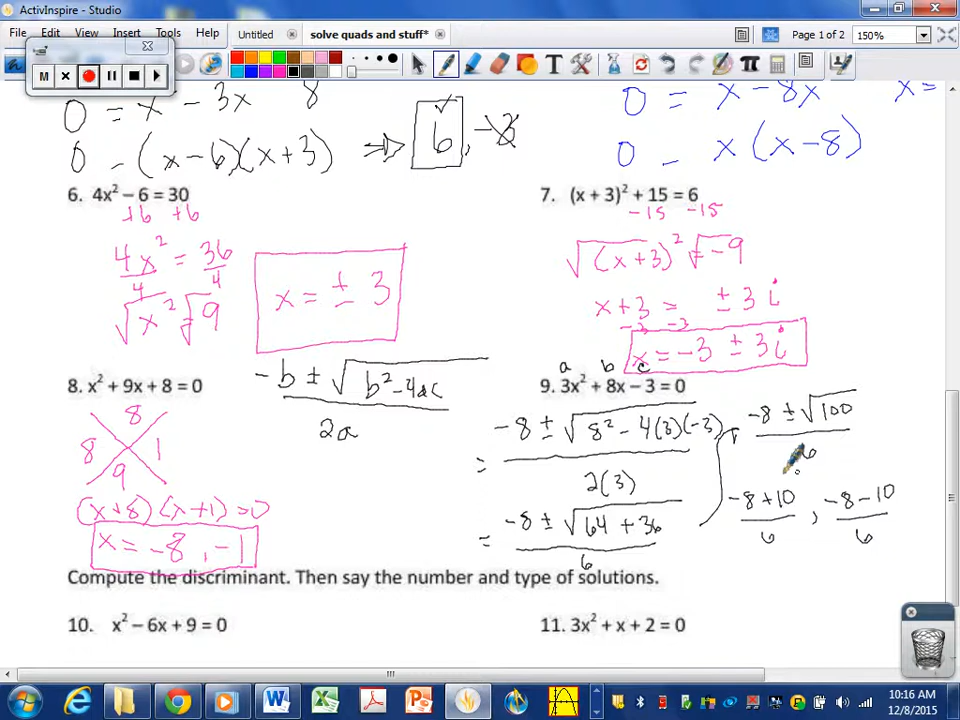 ActivInspire - Studio
File Edit View Insert Tools Help
Untitled solve quads and stuff* Page 1 of 2 150%
0 = x - 3x 8
0 = x - 8x x =
0 - (x-6)(x+3) ⇒ 6, -3
0 - x(x-8)
6. 4x² – 6 = 30
+6 +6
4x² = 36
4 4
√x² = √9
x = ± 3
7. (x + 3)² + 15 = 6
-15 -15
√(x+3)² = √-9
x+3 = ±3i
-3 -3
x = -3 ± 3i
8. x² + 9x + 8 = 0
8
8 1
9
(x+8)(x+1)=0
x = -8, -1
-b ± √b²-4ac
2a
a b c
9. 3x² + 8x – 3 = 0
= -8 ± √8² - 4(3)(-3)
2(3)
= -8 ± √64 + 36
6
-8 ± √100
6
-8+10 , -8-10
6 6
Compute the discriminant. Then say the number and type of solutions.
10. x² – 6x + 9 = 0
11. 3x² + x + 2 = 0
10:16 AM
12/8/2015